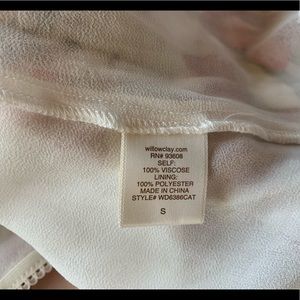 willowclay.com
RN# 93608
SELF:
100% VISCOSE
LINING:
100% POLYESTER
MADE IN CHINA
STYLE# WD6386CAT
S